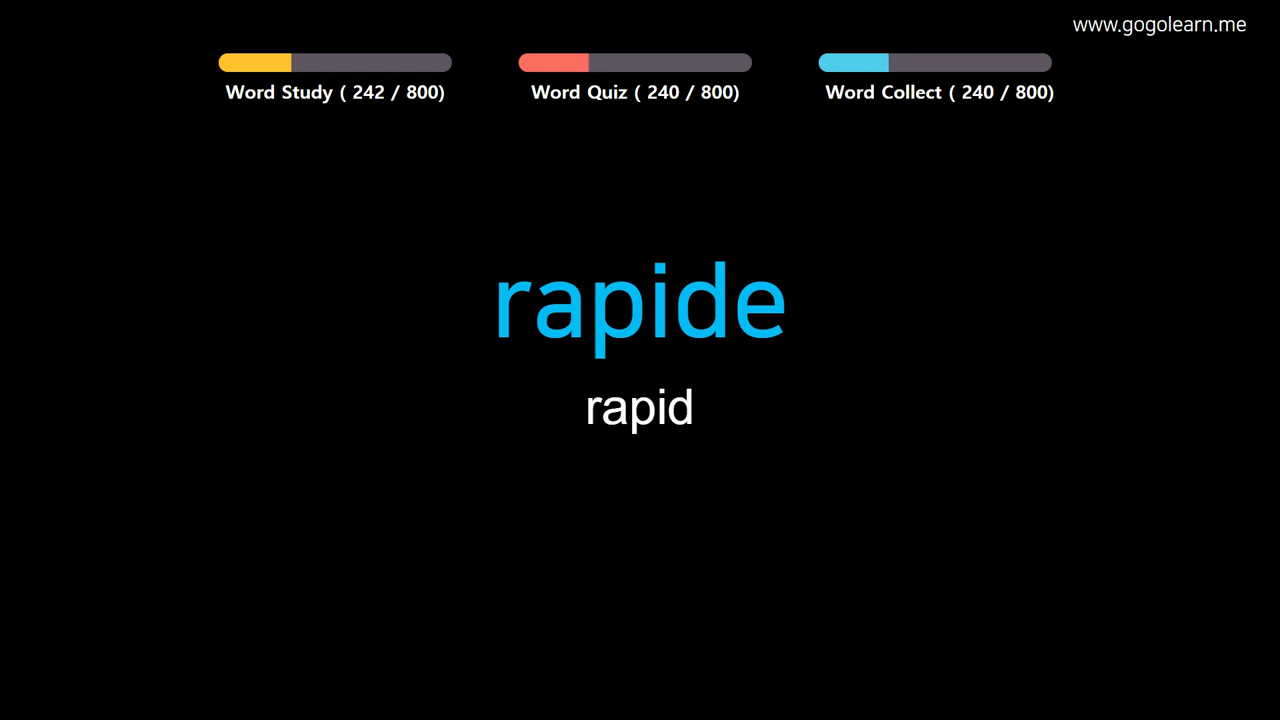 www.gogolearn.me
Word Study ( 242 / 800)
Word Quiz ( 240 / 800)
Word Collect ( 240 / 800)
rapide
rapid